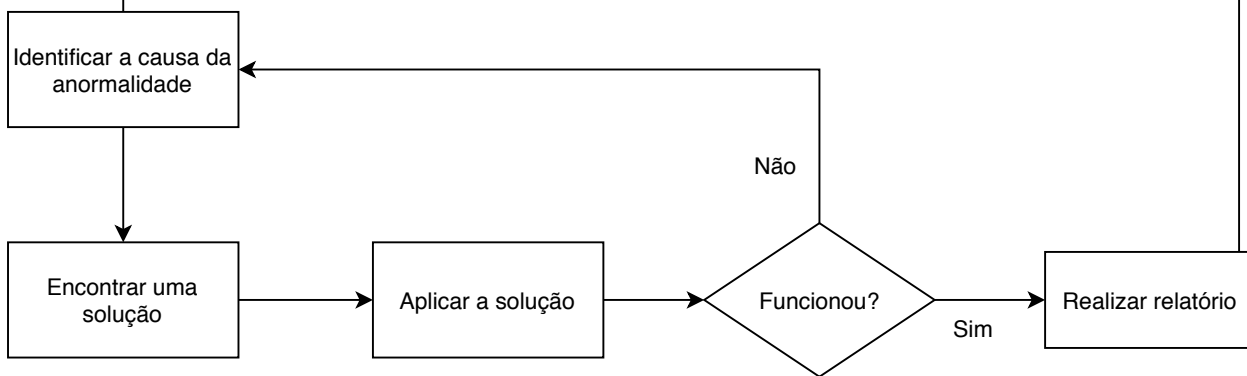 Identificar a causa da
anormalidade
Não
Encontrar uma
solução
Aplicar a solução
Funcionou?
Sim
Realizar relatório